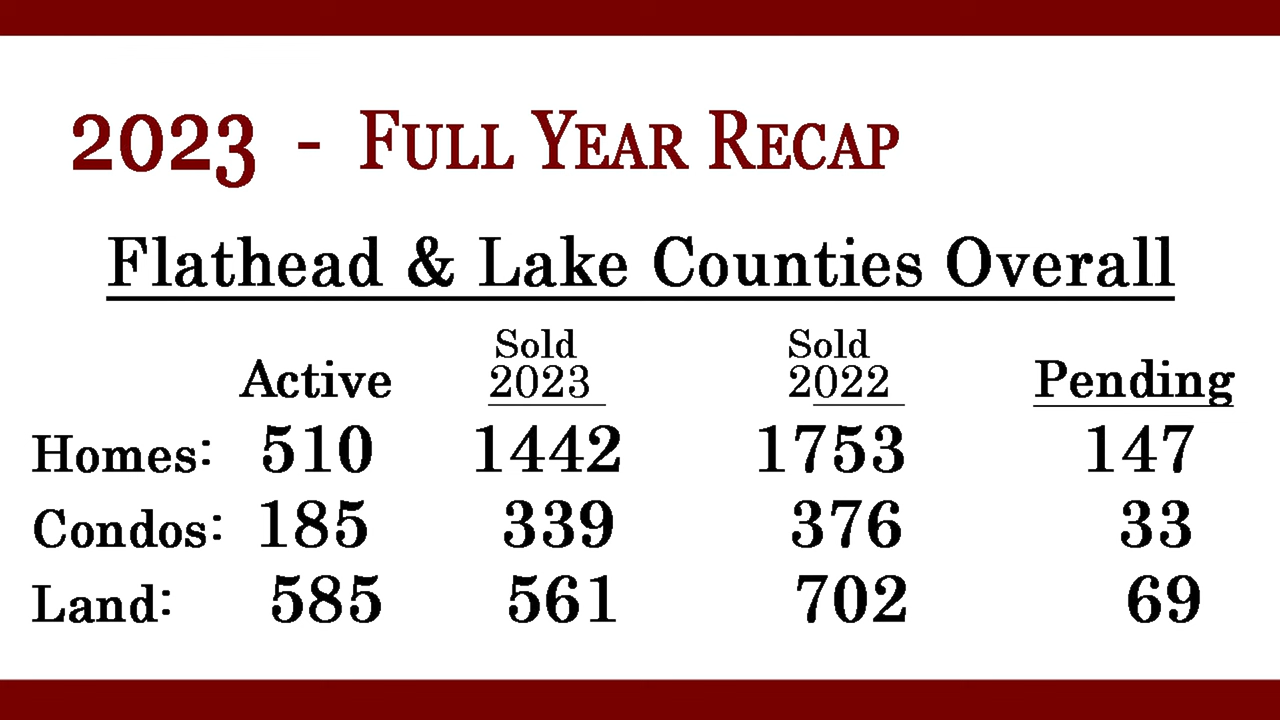 2023 - Full Year Recap
Flathead & Lake Counties Overall
Active Sold 2023 Sold 2022 Pending
Homes: 510 1442 1753 147
Condos: 185 339 376 33
Land: 585 561 702 69